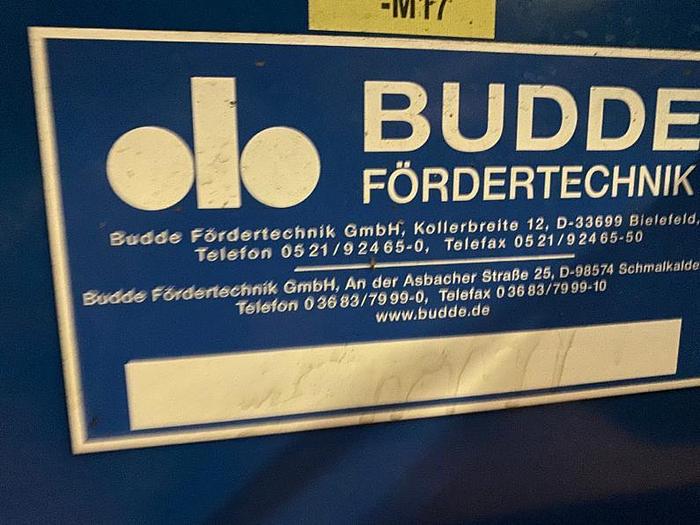 -M17
BUDDE
FÖRDERTECHNIK
Budde Fördertechnik GmbH, Kollerbreite 12, D-33699 Bielefeld,
Telefon 05 21 / 9 24 65-0, Telefax 05 21 / 9 24 65-50
Budde Fördertechnik GmbH, An der Asbacher Straße 25, D-98574 Schmalkalde
Telefon 0 36 83 / 79 99-0, Telefax 0 36 83 / 79 99-10
www.budde.de